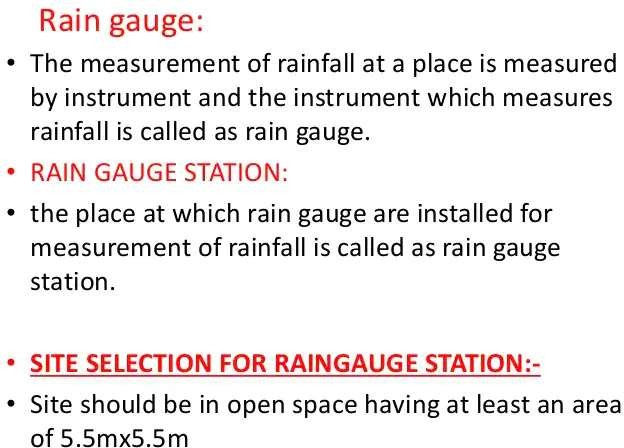 Rain gauge:
• The measurement of rainfall at a place is measured
by instrument and the instrument which measures
rainfall is called as rain gauge.
• RAIN GAUGE STATION:
• the place at which rain gauge are installed for
measurement of rainfall is called as rain gauge
station.
• SITE SELECTION FOR RAINGAUGE STATION:-
• Site should be in open space having at least an area
of 5.5mx5.5m